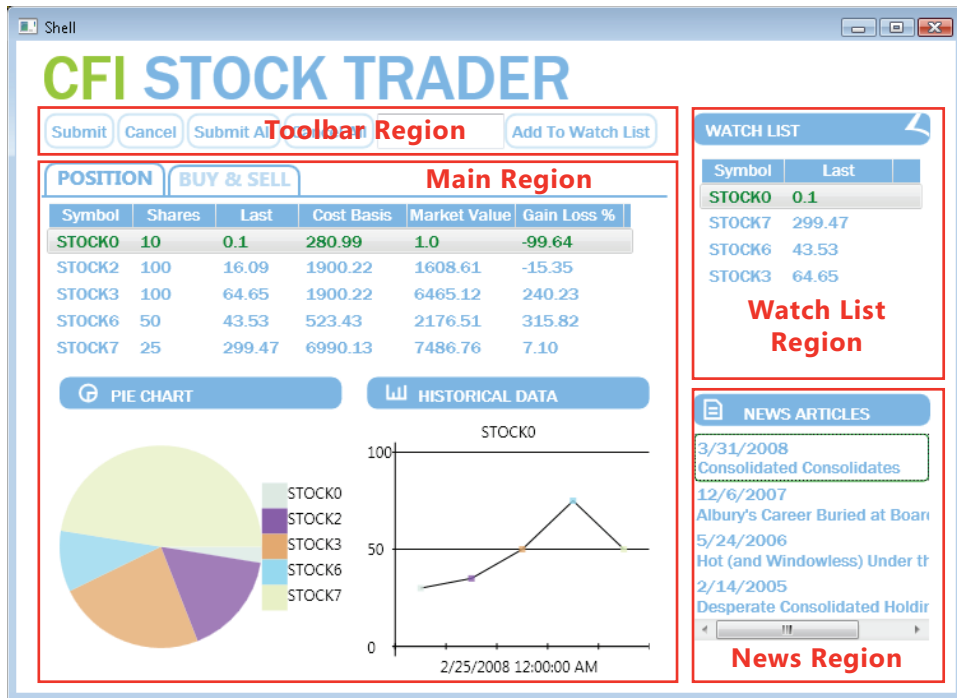 Shell
CFI STOCK TRADER
Submit Cancel Submit All Add To Watch List
Toolbar Region
POSITION BUY & SELL
Main Region
Symbol Shares Last Cost Basis Market Value Gain Loss %
STOCK0 10 0.1 280.99 1.0 -99.64
STOCK2 100 16.09 1900.22 1608.61 -15.35
STOCK3 100 64.65 1900.22 6465.12 240.23
STOCK6 50 43.53 523.43 2176.51 315.82
STOCK7 25 299.47 6990.13 7486.76 7.10
PIE CHART
STOCK0
STOCK2
STOCK3
STOCK6
STOCK7
HISTORICAL DATA
STOCK0
100
50
0
2/25/2008 12:00:00 AM
WATCH LIST
Symbol Last
STOCK0 0.1
STOCK7 299.47
STOCK6 43.53
STOCK3 64.65
Watch List
Region
NEWS ARTICLES
3/31/2008
Consolidated Consolidates
12/6/2007
Albury's Career Buried at Board
5/24/2006
Hot (and Windowless) Under th
2/14/2005
Desperate Consolidated Holdin
News Region